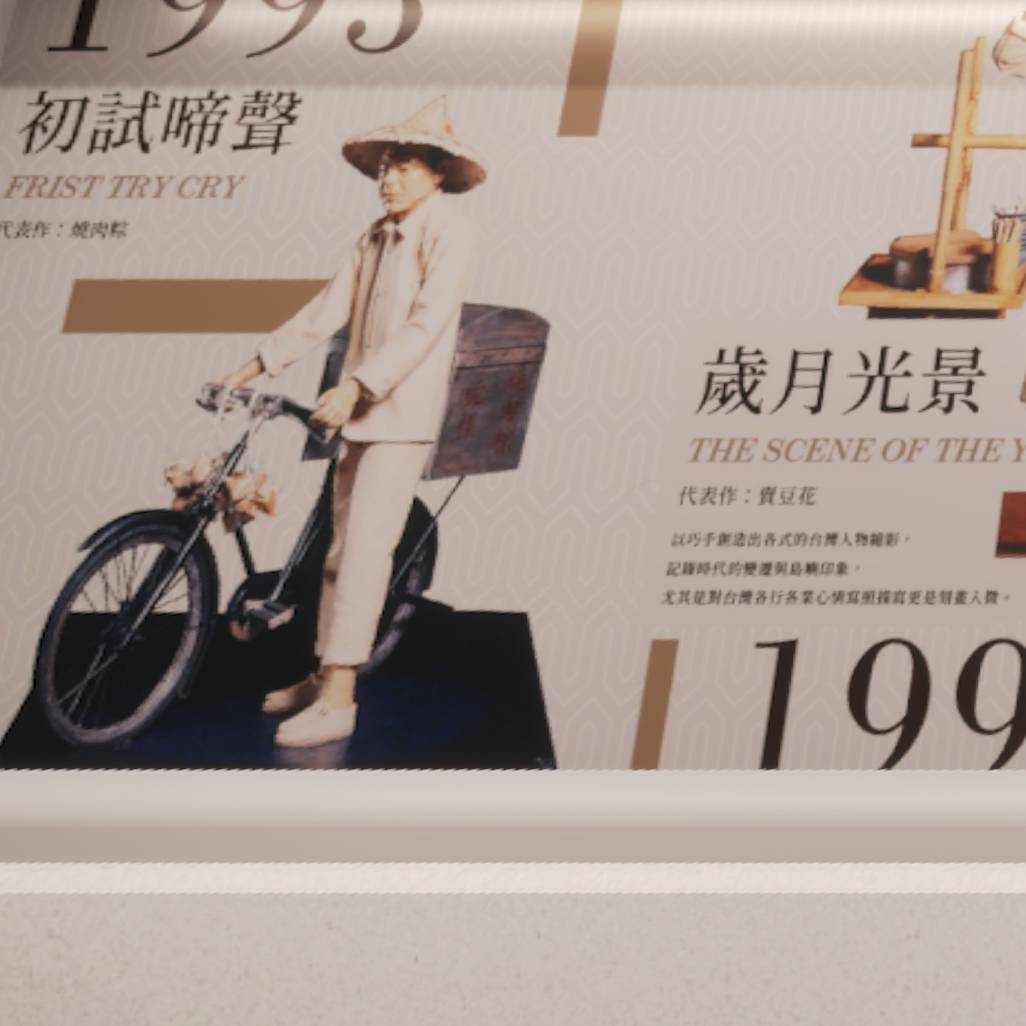 1993
初試啼聲
FRIST TRY CRY
代表作：燒肉粽
歲月光景
THE SCENE OF THE Y
代表作：賣豆花
以巧手創造出各式的台灣人物縮影，
記錄時代的變遷與島嶼印象，
尤其是對台灣各行各業心情寫照描寫更是刻畫入微。
199